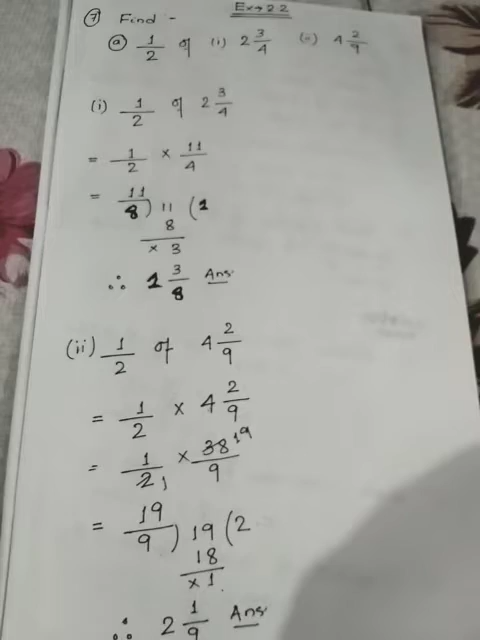 Ex → 2.2
⑦ Find :-
ⓐ 1/2 of (i) 2 3/4 (ii) 4 2/9
(i) 1/2 of 2 3/4
= 1/2 × 11/4
= 11/8 ) 11 ( 1
8
× 3
∴ 1 3/8 Ans
(ii) 1/2 of 4 2/9
= 1/2 × 4 2/9
= 1/2 1 × 38 19/9
= 19/9 ) 19 ( 2
18
× 1
∴ 2 1/9 Ans